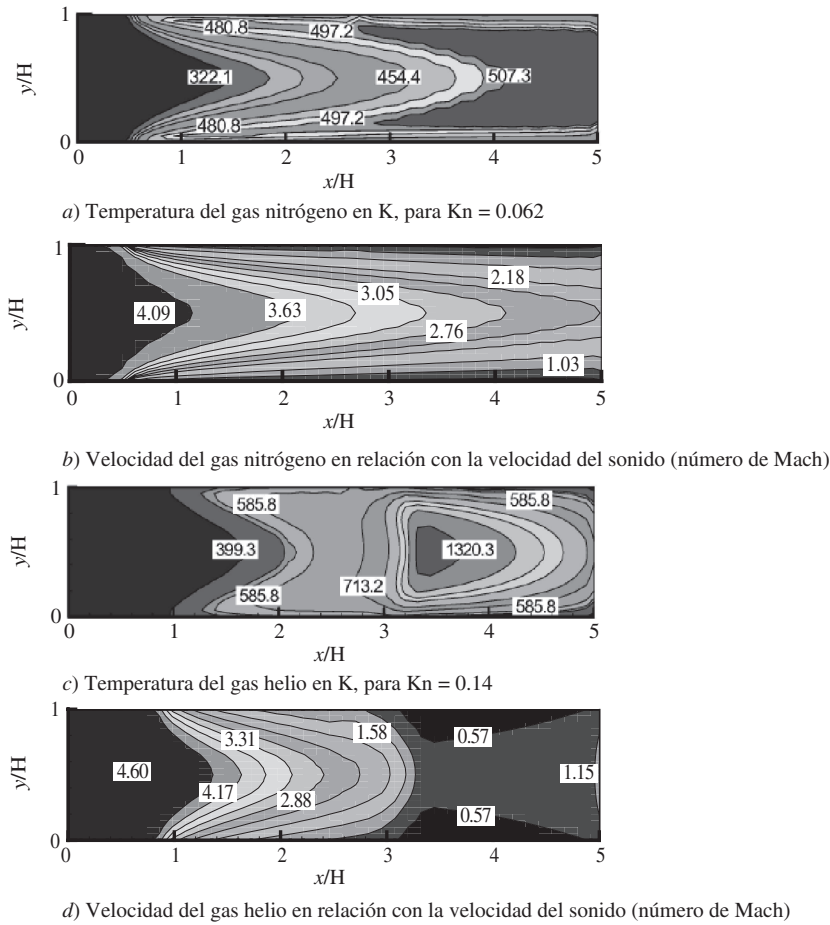 1
480.8
497.2
y/H
322.1
454.4
507.3
480.8
497.2
0
0 1 2 3 4 5
x/H
a) Temperatura del gas nitrógeno en K, para Kn = 0.062
1
2.18
3.05
y/H
4.09
3.63
2.76
1.03
0
0 1 2 3 4 5
x/H
b) Velocidad del gas nitrógeno en relación con la velocidad del sonido (número de Mach)
1
585.8
585.8
y/H
399.3
1320.3
713.2
585.8
585.8
0
0 1 2 3 4 5
x/H
c) Temperatura del gas helio en K, para Kn = 0.14
1
3.31
1.58
0.57
y/H
4.60
1.15
4.17
2.88
0.57
0
0 1 2 3 4 5
x/H
d) Velocidad del gas helio en relación con la velocidad del sonido (número de Mach)